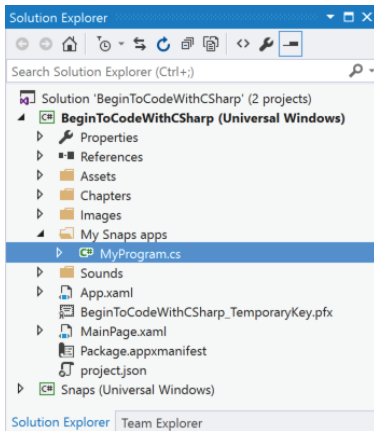 Solution Explorer
Search Solution Explorer (Ctrl+;)
Solution 'BeginToCodeWithCSharp' (2 projects)
C# BeginToCodeWithCSharp (Universal Windows)
Properties
References
Assets
Chapters
Images
My Snaps apps
C# MyProgram.cs
Sounds
App.xaml
BeginToCodeWithCSharp_TemporaryKey.pfx
MainPage.xaml
Package.appxmanifest
project.json
C# Snaps (Universal Windows)
Solution Explorer Team Explorer